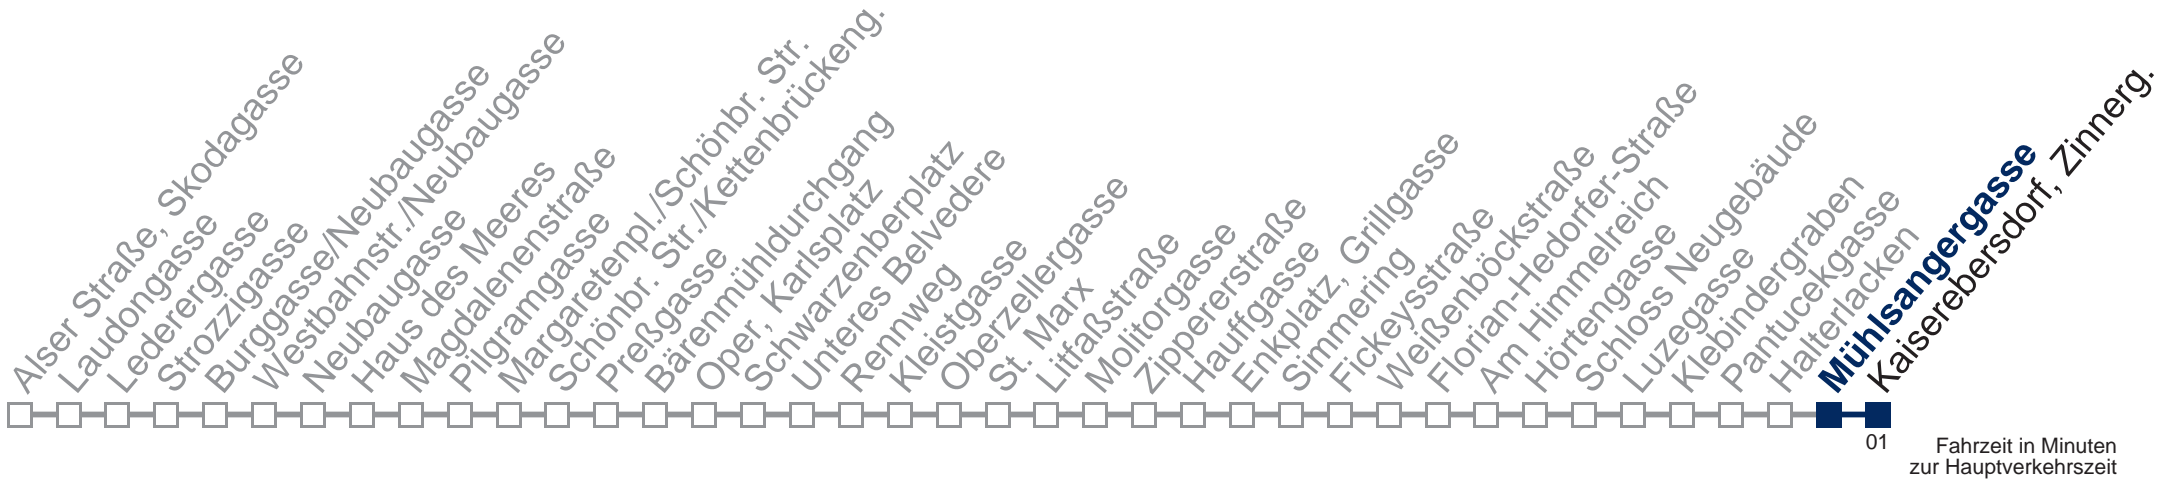 Alser Straße, Skodagasse
Laudongasse
Lederergasse
Strozzigasse
Burggasse/Neubaugasse
Westbahnstr./Neubaugasse
Neubaugasse
Haus des Meeres
Magdalenenstraße
Pilgramgasse
Margaretenpl./Schönbr. Str.
Schönbr. Str./Kettenbrückeng.
Preßgasse
Bärenmühldurchgang
Oper, Karlsplatz
Schwarzenbergplatz
Unteres Belvedere
Rennweg
Kleistgasse
Oberzellergasse
St. Marx
Litfaßstraße
Molitorgasse
Zippererstraße
Hauffgasse
Enkplatz, Grillgasse
Simmering
Fickeysstraße
Weißenböckstraße
Florian-Hedorfer-Straße
Am Himmelreich
Hörtengasse
Schloss Neugebäude
Luzegasse
Klebindergraben
Pantucekgasse
Halterlacken
Mühlsangergasse
Kaiserebersdorf, Zinnerg.
01
Fahrzeit in Minuten
zur Hauptverkehrszeit